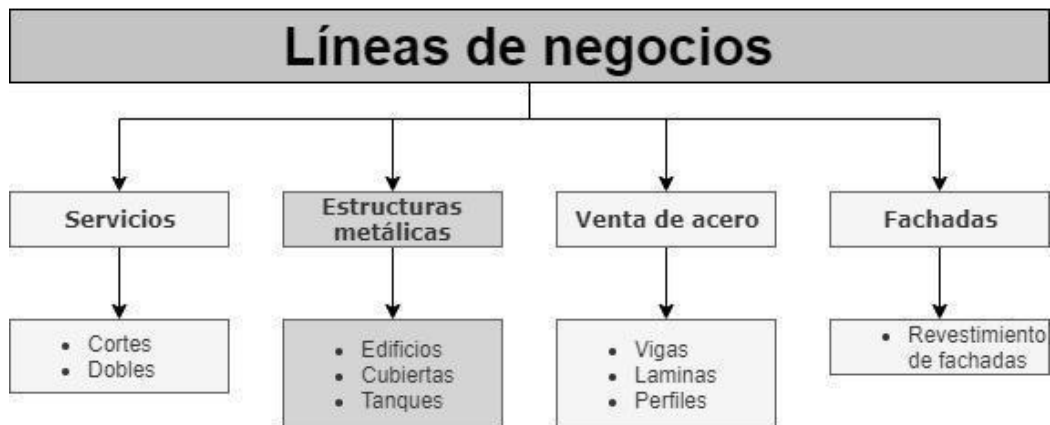 Líneas de negocios
Servicios
Estructuras
metálicas
Venta de acero
Fachadas
• Cortes
• Dobles
• Edificios
• Cubiertas
• Tanques
• Vigas
• Laminas
• Perfiles
• Revestimiento
de fachadas